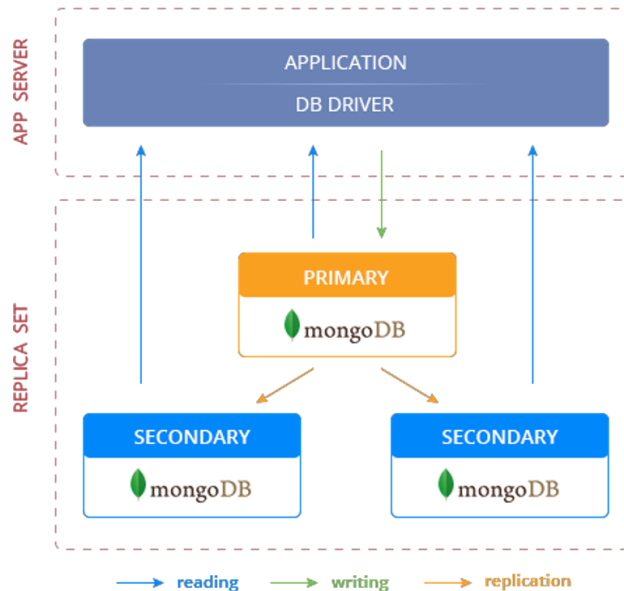 APP SERVER
APPLICATION
DB DRIVER
REPLICA SET
PRIMARY
mongoDB
SECONDARY
mongoDB
SECONDARY
mongoDB
reading
writing
replication